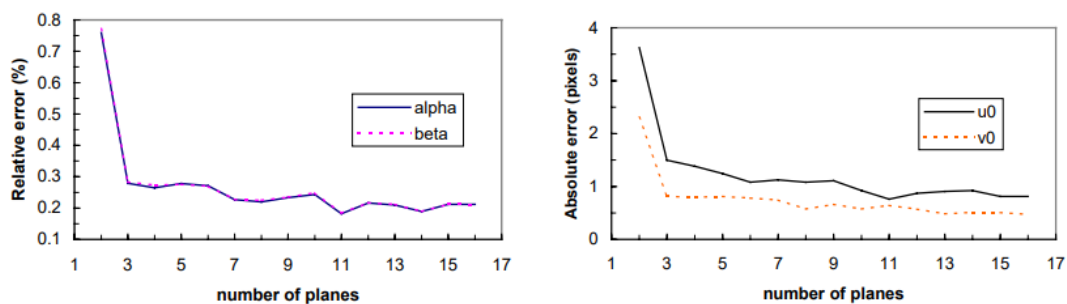 0.8
0.7
0.6
0.5
0.4
0.3
0.2
0.1
Relative error (%)
alpha
beta
1 3 5 7 9 11 13 15 17
number of planes
4
3
2
1
0
Absolute error (pixels)
u0
v0
1 3 5 7 9 11 13 15 17
number of planes